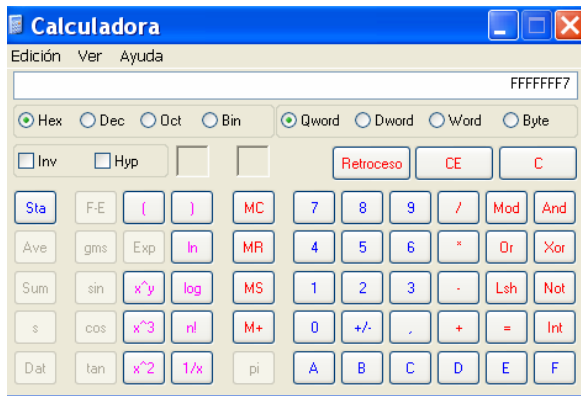 Calculadora
Edición Ver Ayuda
FFFFFFF7
Hex Dec Oct Bin Qword Dword Word Byte
Inv Hyp Retroceso CE C
Sta F-E ( ) MC 7 8 9 / Mod And
Ave gms Exp ln MR 4 5 6 * Or Xor
Sum sin x^y log MS 1 2 3 - Lsh Not
s cos x^3 n! M+ 0 +/- , + = Int
Dat tan x^2 1/x pi A B C D E F